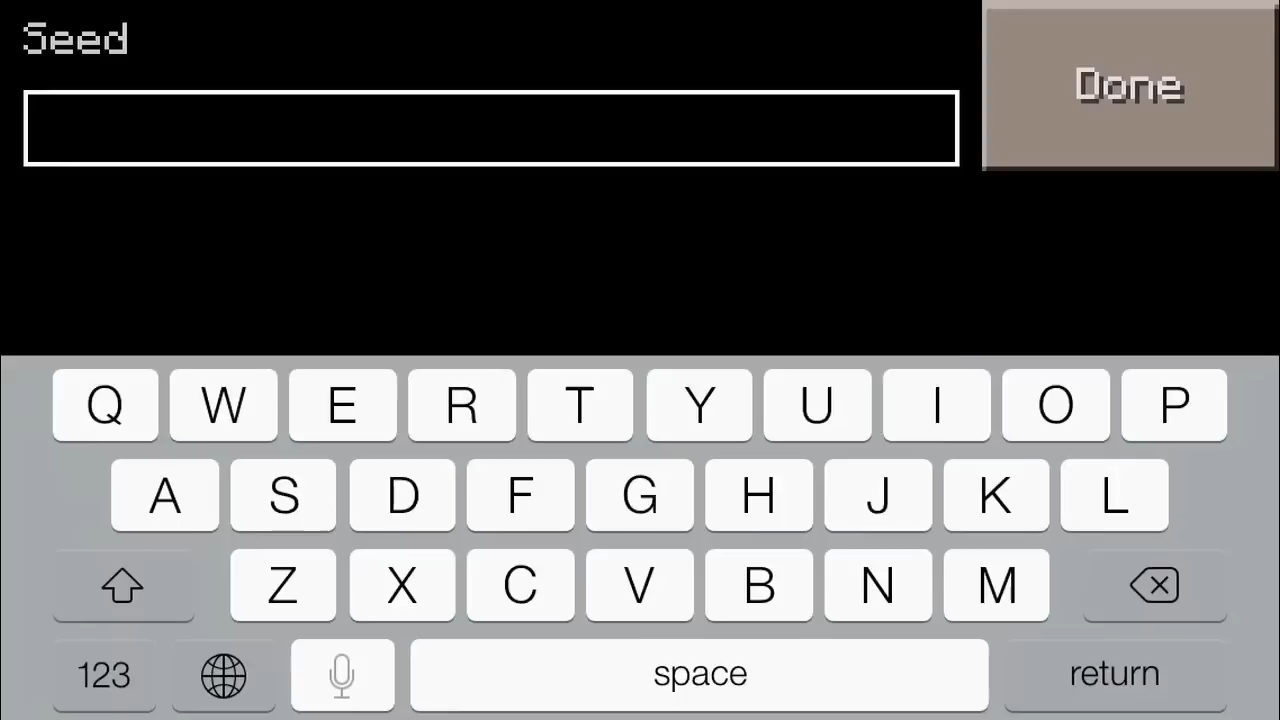 Seed
Done
Q W E R T Y U I O P
A S D F G H J K L
Z X C V B N M
123 space return